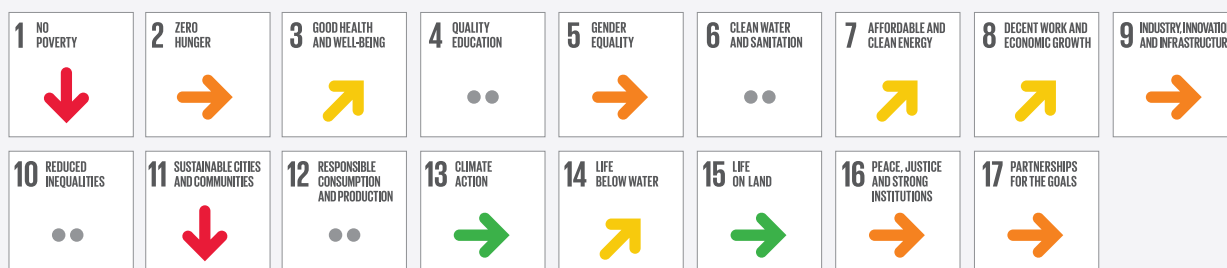 1 NO POVERTY
2 ZERO HUNGER
3 GOOD HEALTH AND WELL-BEING
4 QUALITY EDUCATION
5 GENDER EQUALITY
6 CLEAN WATER AND SANITATION
7 AFFORDABLE AND CLEAN ENERGY
8 DECENT WORK AND ECONOMIC GROWTH
9 INDUSTRY, INNOVATIO AND INFRASTRUCTUR
10 REDUCED INEQUALITIES
11 SUSTAINABLE CITIES AND COMMUNITIES
12 RESPONSIBLE CONSUMPTION AND PRODUCTION
13 CLIMATE ACTION
14 LIFE BELOW WATER
15 LIFE ON LAND
16 PEACE, JUSTICE AND STRONG INSTITUTIONS
17 PARTNERSHIPS FOR THE GOALS